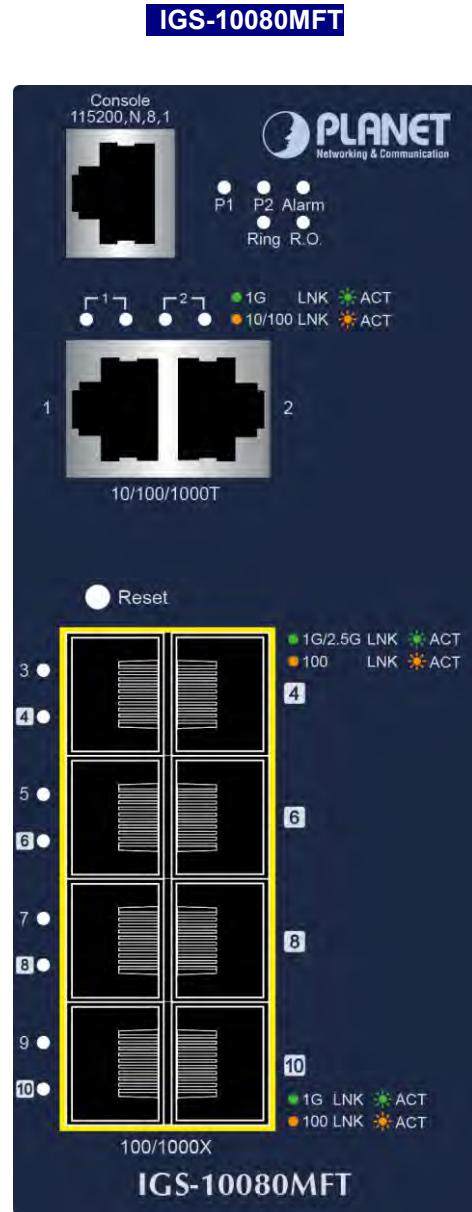 IGS-10080MFT
Console
115200,N,8,1
PLANET
Networking & Communication
P1 P2 Alarm
Ring R.O.
1 2 1G LNK ACT
10/100 LNK ACT
1 2
10/100/1000T
Reset
1G/2.5G LNK ACT
3 100 LNK ACT
4 4
5
6 6
7
8 8
9
10 10
1G LNK ACT
100 LNK ACT
100/1000X
IGS-10080MFT